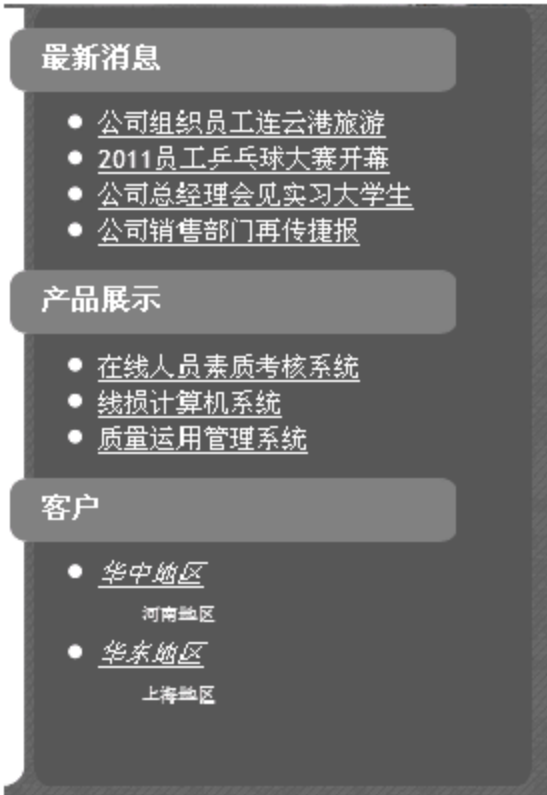 最新消息
公司组织员工连云港旅游
2011员工乒乓球大赛开幕
公司总经理会见实习大学生
公司销售部门再传捷报
产品展示
在线人员素质考核系统
线损计算机系统
质量运用管理系统
客户
华中地区
河南地区
华东地区
上海地区